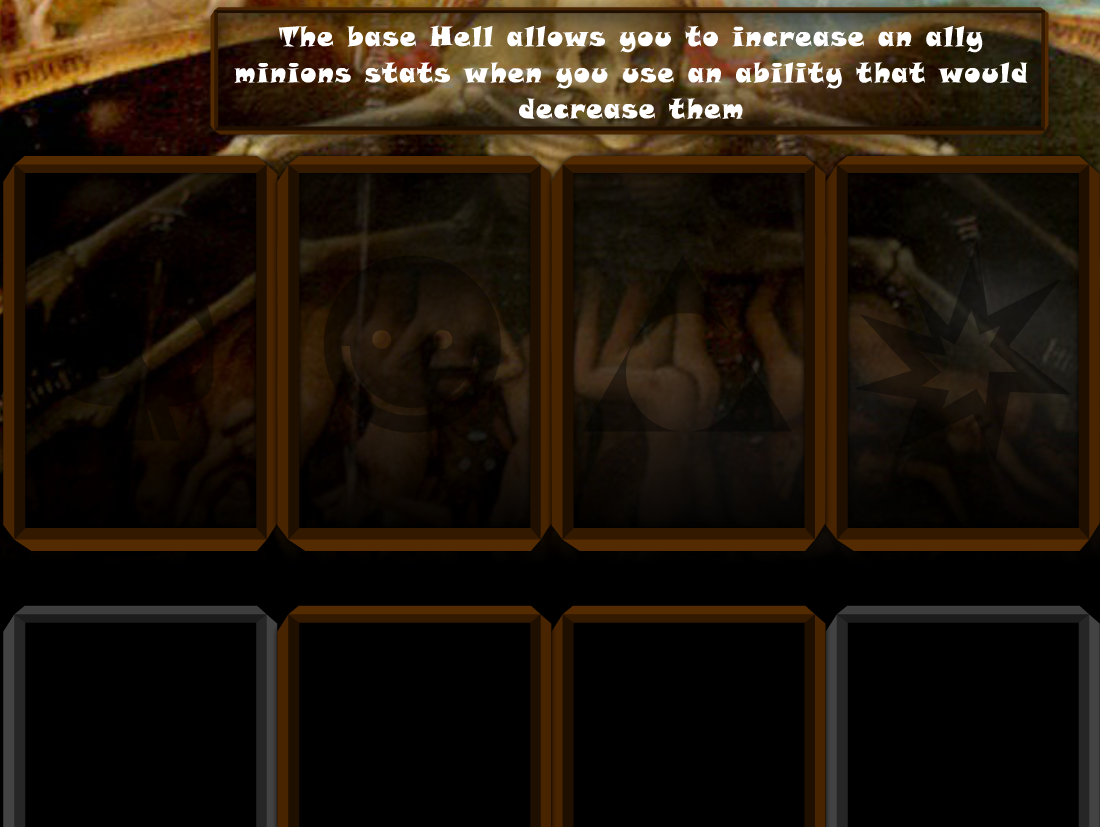 The base Hell allows you to increase an ally
minions stats when you use an ability that would
decrease them